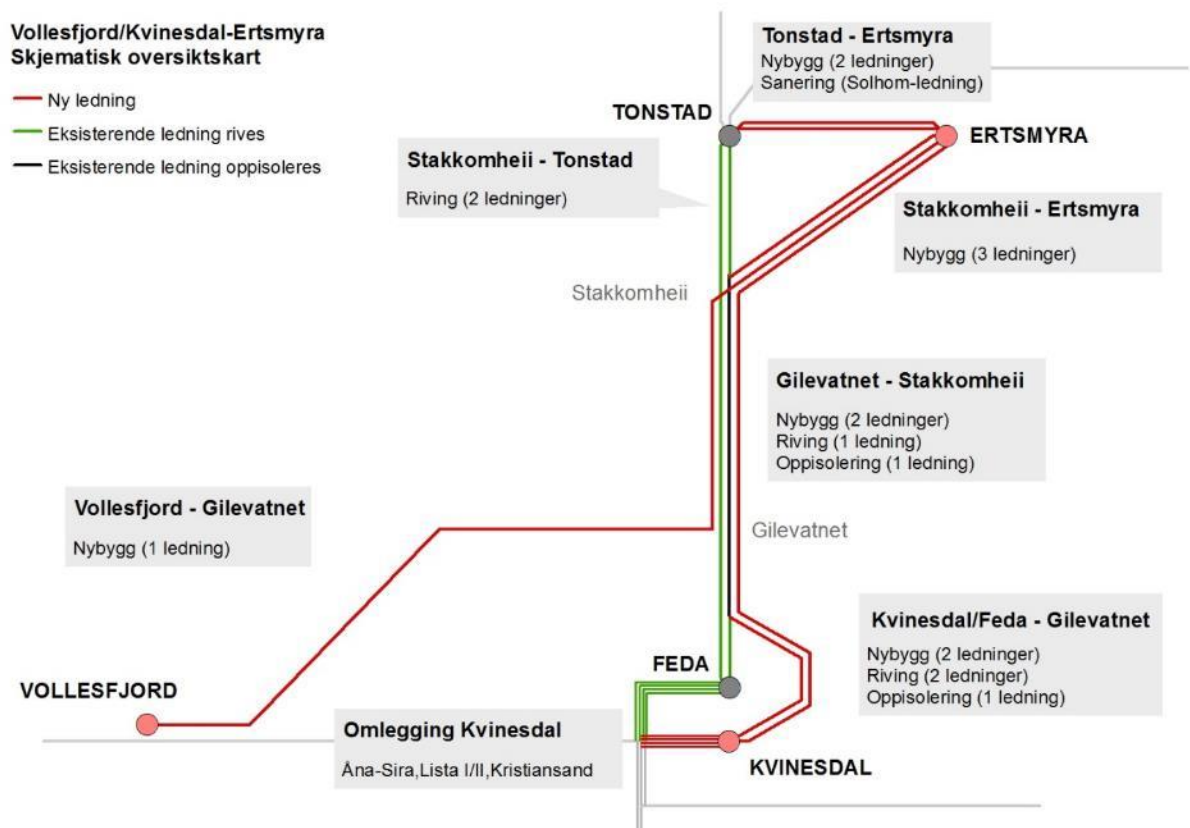 Vollesfjord/Kvinesdal-Ertsmyra
Skjematisk oversiktskart
Ny ledning
Eksisterende ledning rives
Eksisterende ledning oppisoleres
Tonstad - Ertsmyra
Nybygg (2 ledninger)
Sanering (Solhom-ledning)
TONSTAD
ERTSMYRA
Stakkomheii - Tonstad
Riving (2 ledninger)
Stakkomheii - Ertsmyra
Nybygg (3 ledninger)
Stakkomheii
Gilevatnet - Stakkomheii
Nybygg (2 ledninger)
Riving (1 ledning)
Oppisolering (1 ledning)
Vollesfjord - Gilevatnet
Nybygg (1 ledning)
Gilevatnet
Kvinesdal/Feda - Gilevatnet
Nybygg (2 ledninger)
Riving (2 ledninger)
Oppisolering (1 ledning)
FEDA
VOLLESFJORD
Omlegging Kvinesdal
Åna-Sira,Lista I/II,Kristiansand
KVINESDAL